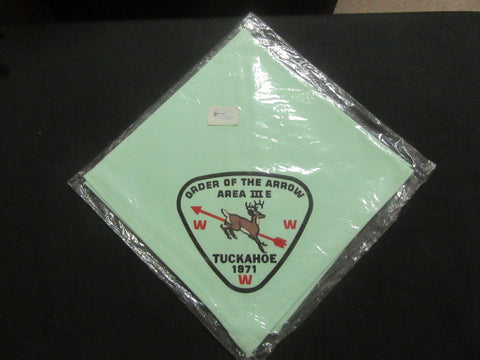 ORDER OF THE ARROW
AREA III E
W W
TUCKAHOE
1971
W